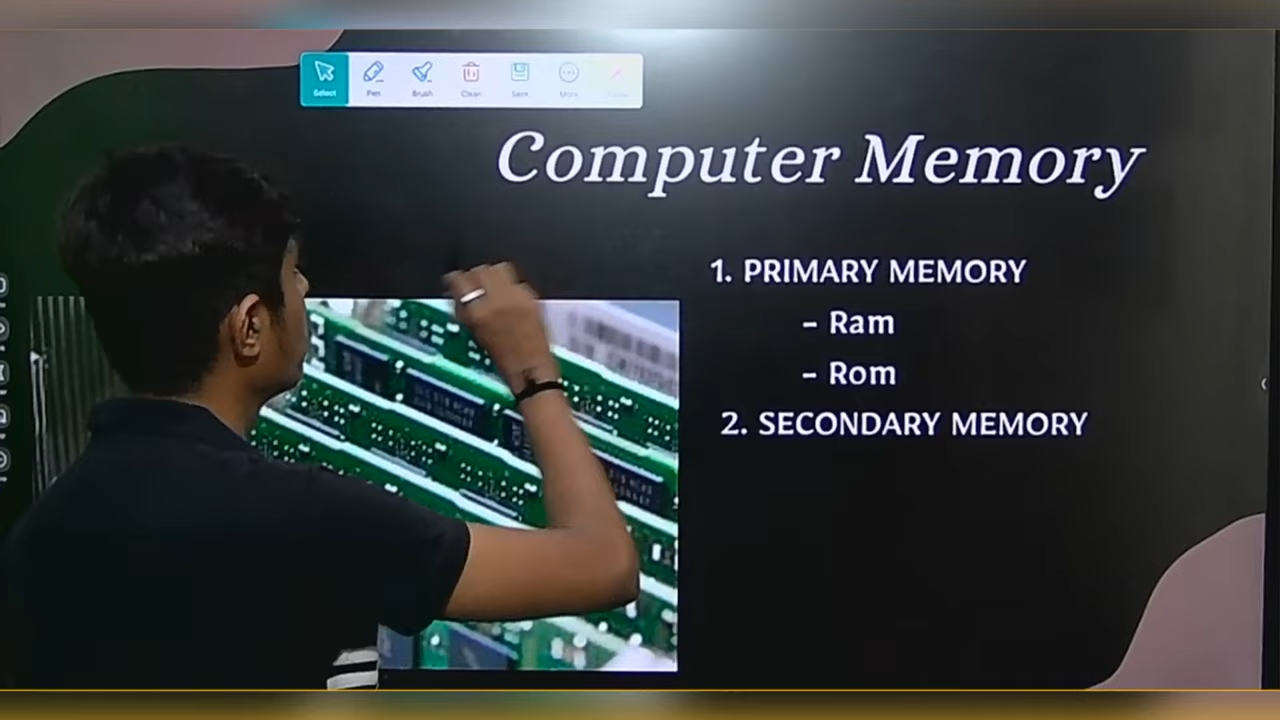 Select Pen Brush Clean Save More
Computer Memory
1. PRIMARY MEMORY
– Ram
– Rom
2. SECONDARY MEMORY